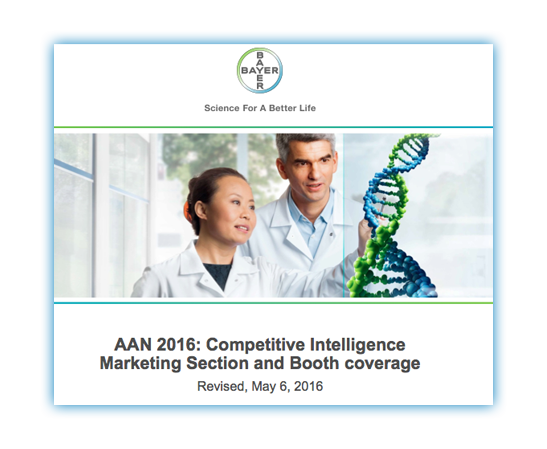 BAYER
BAYER
Science For A Better Life
AAN 2016: Competitive Intelligence
Marketing Section and Booth coverage
Revised, May 6, 2016